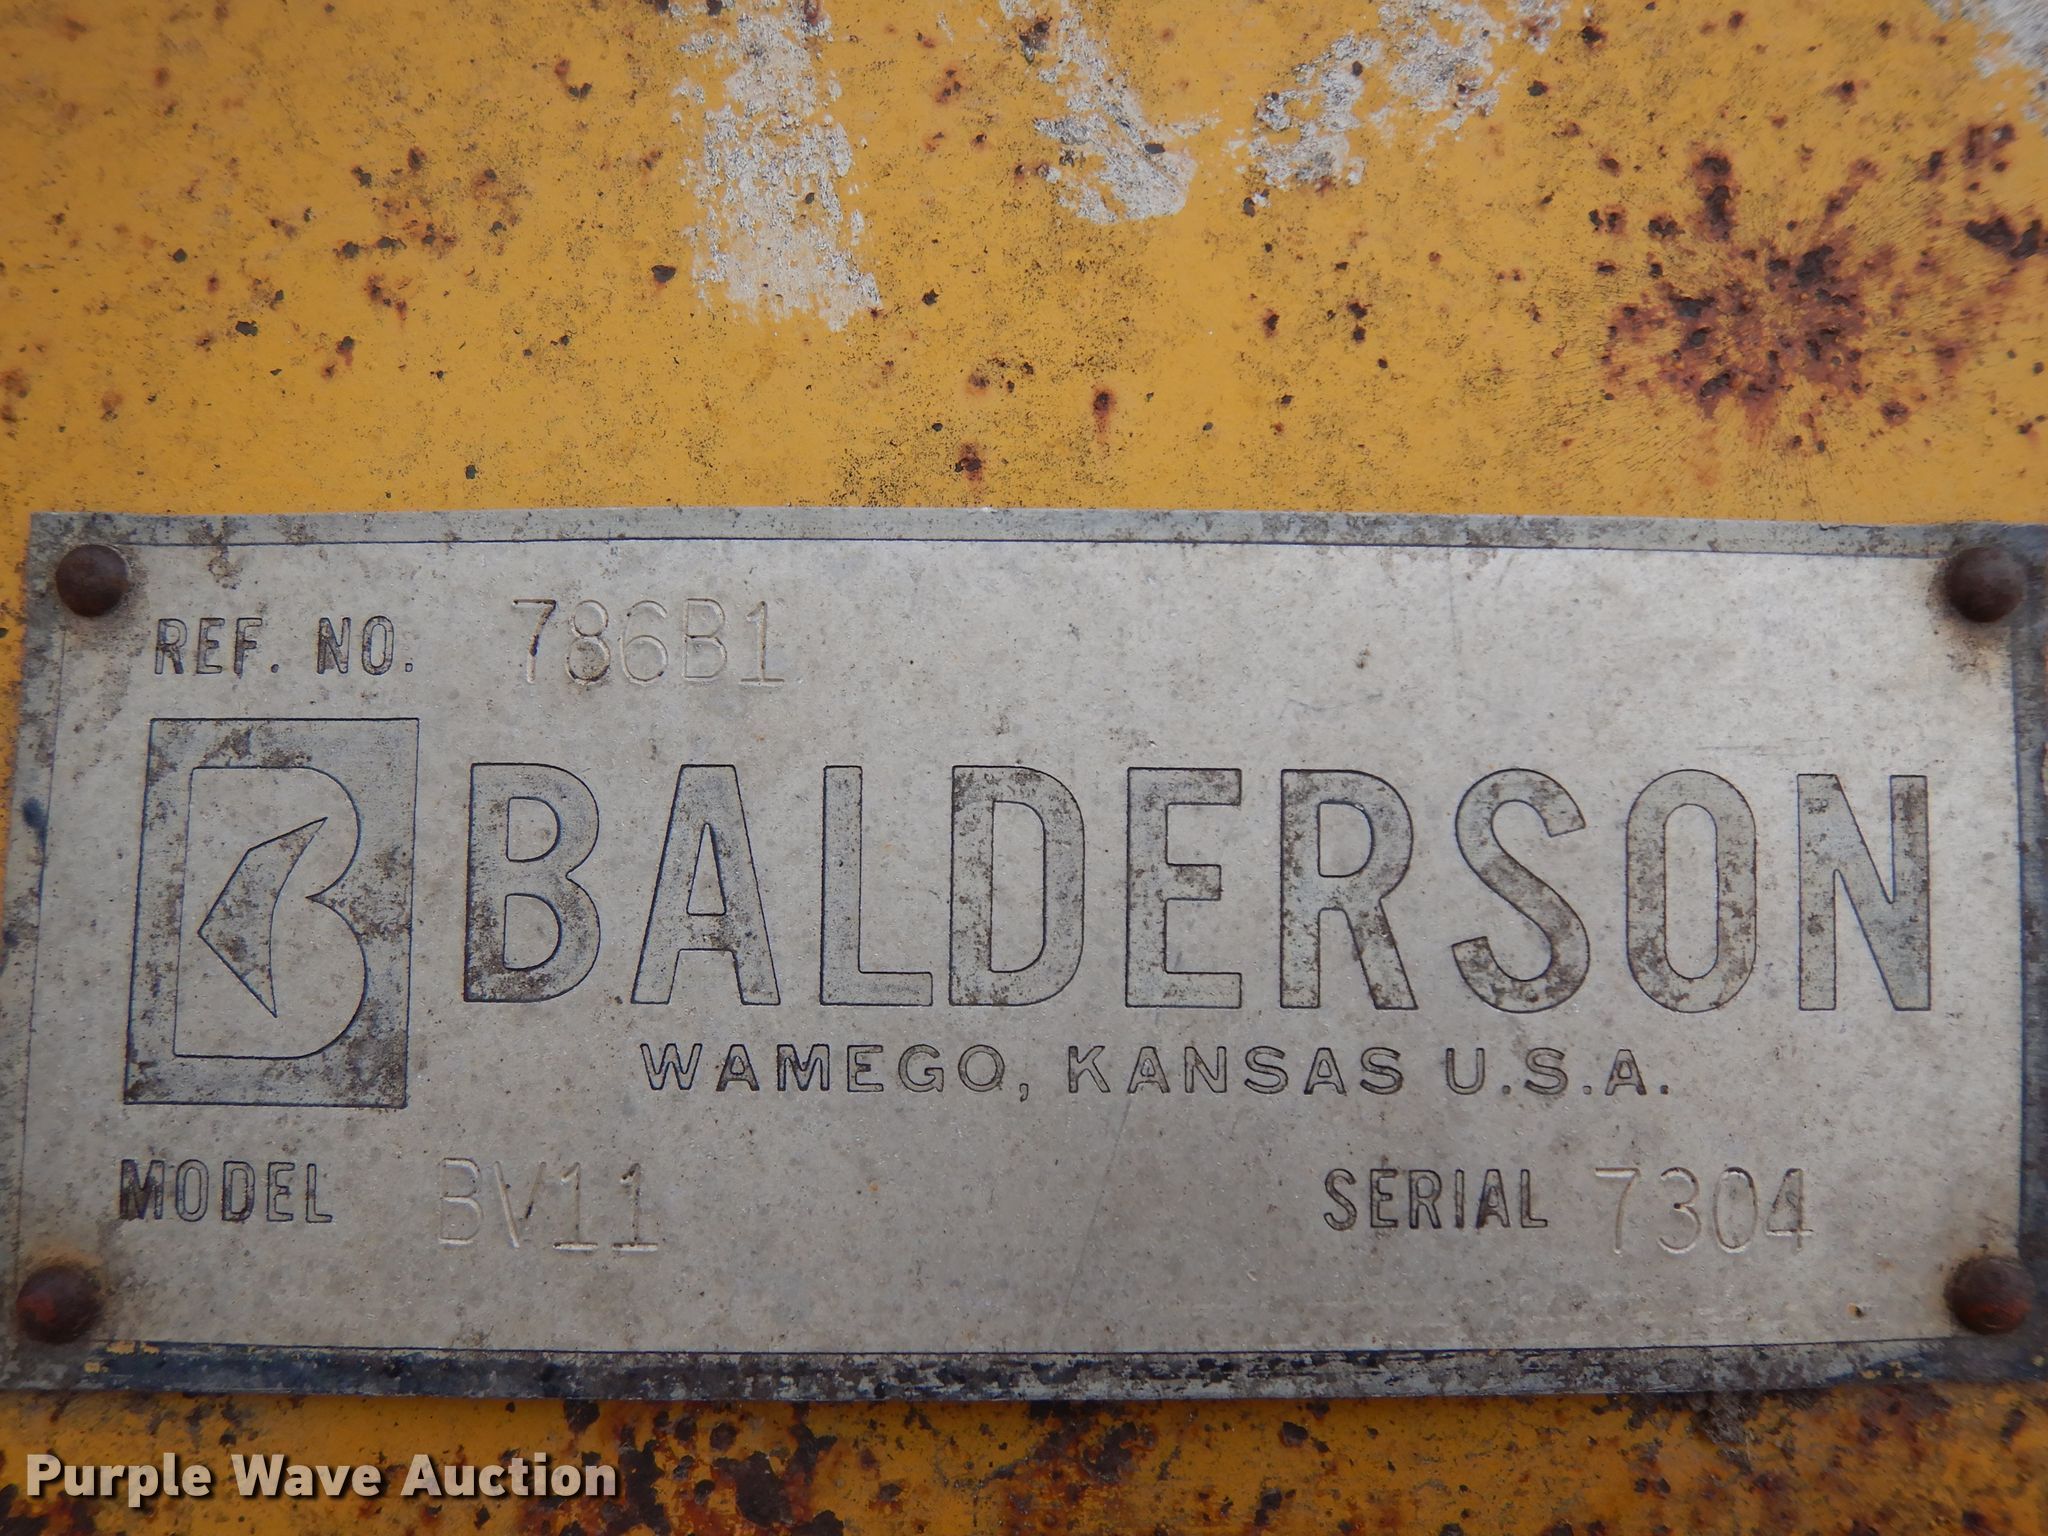 REF. NO. 786B1
B BALDERSON
WAMEGO, KANSAS U.S.A.
MODEL BV11 SERIAL 7304
Purple Wave Auction